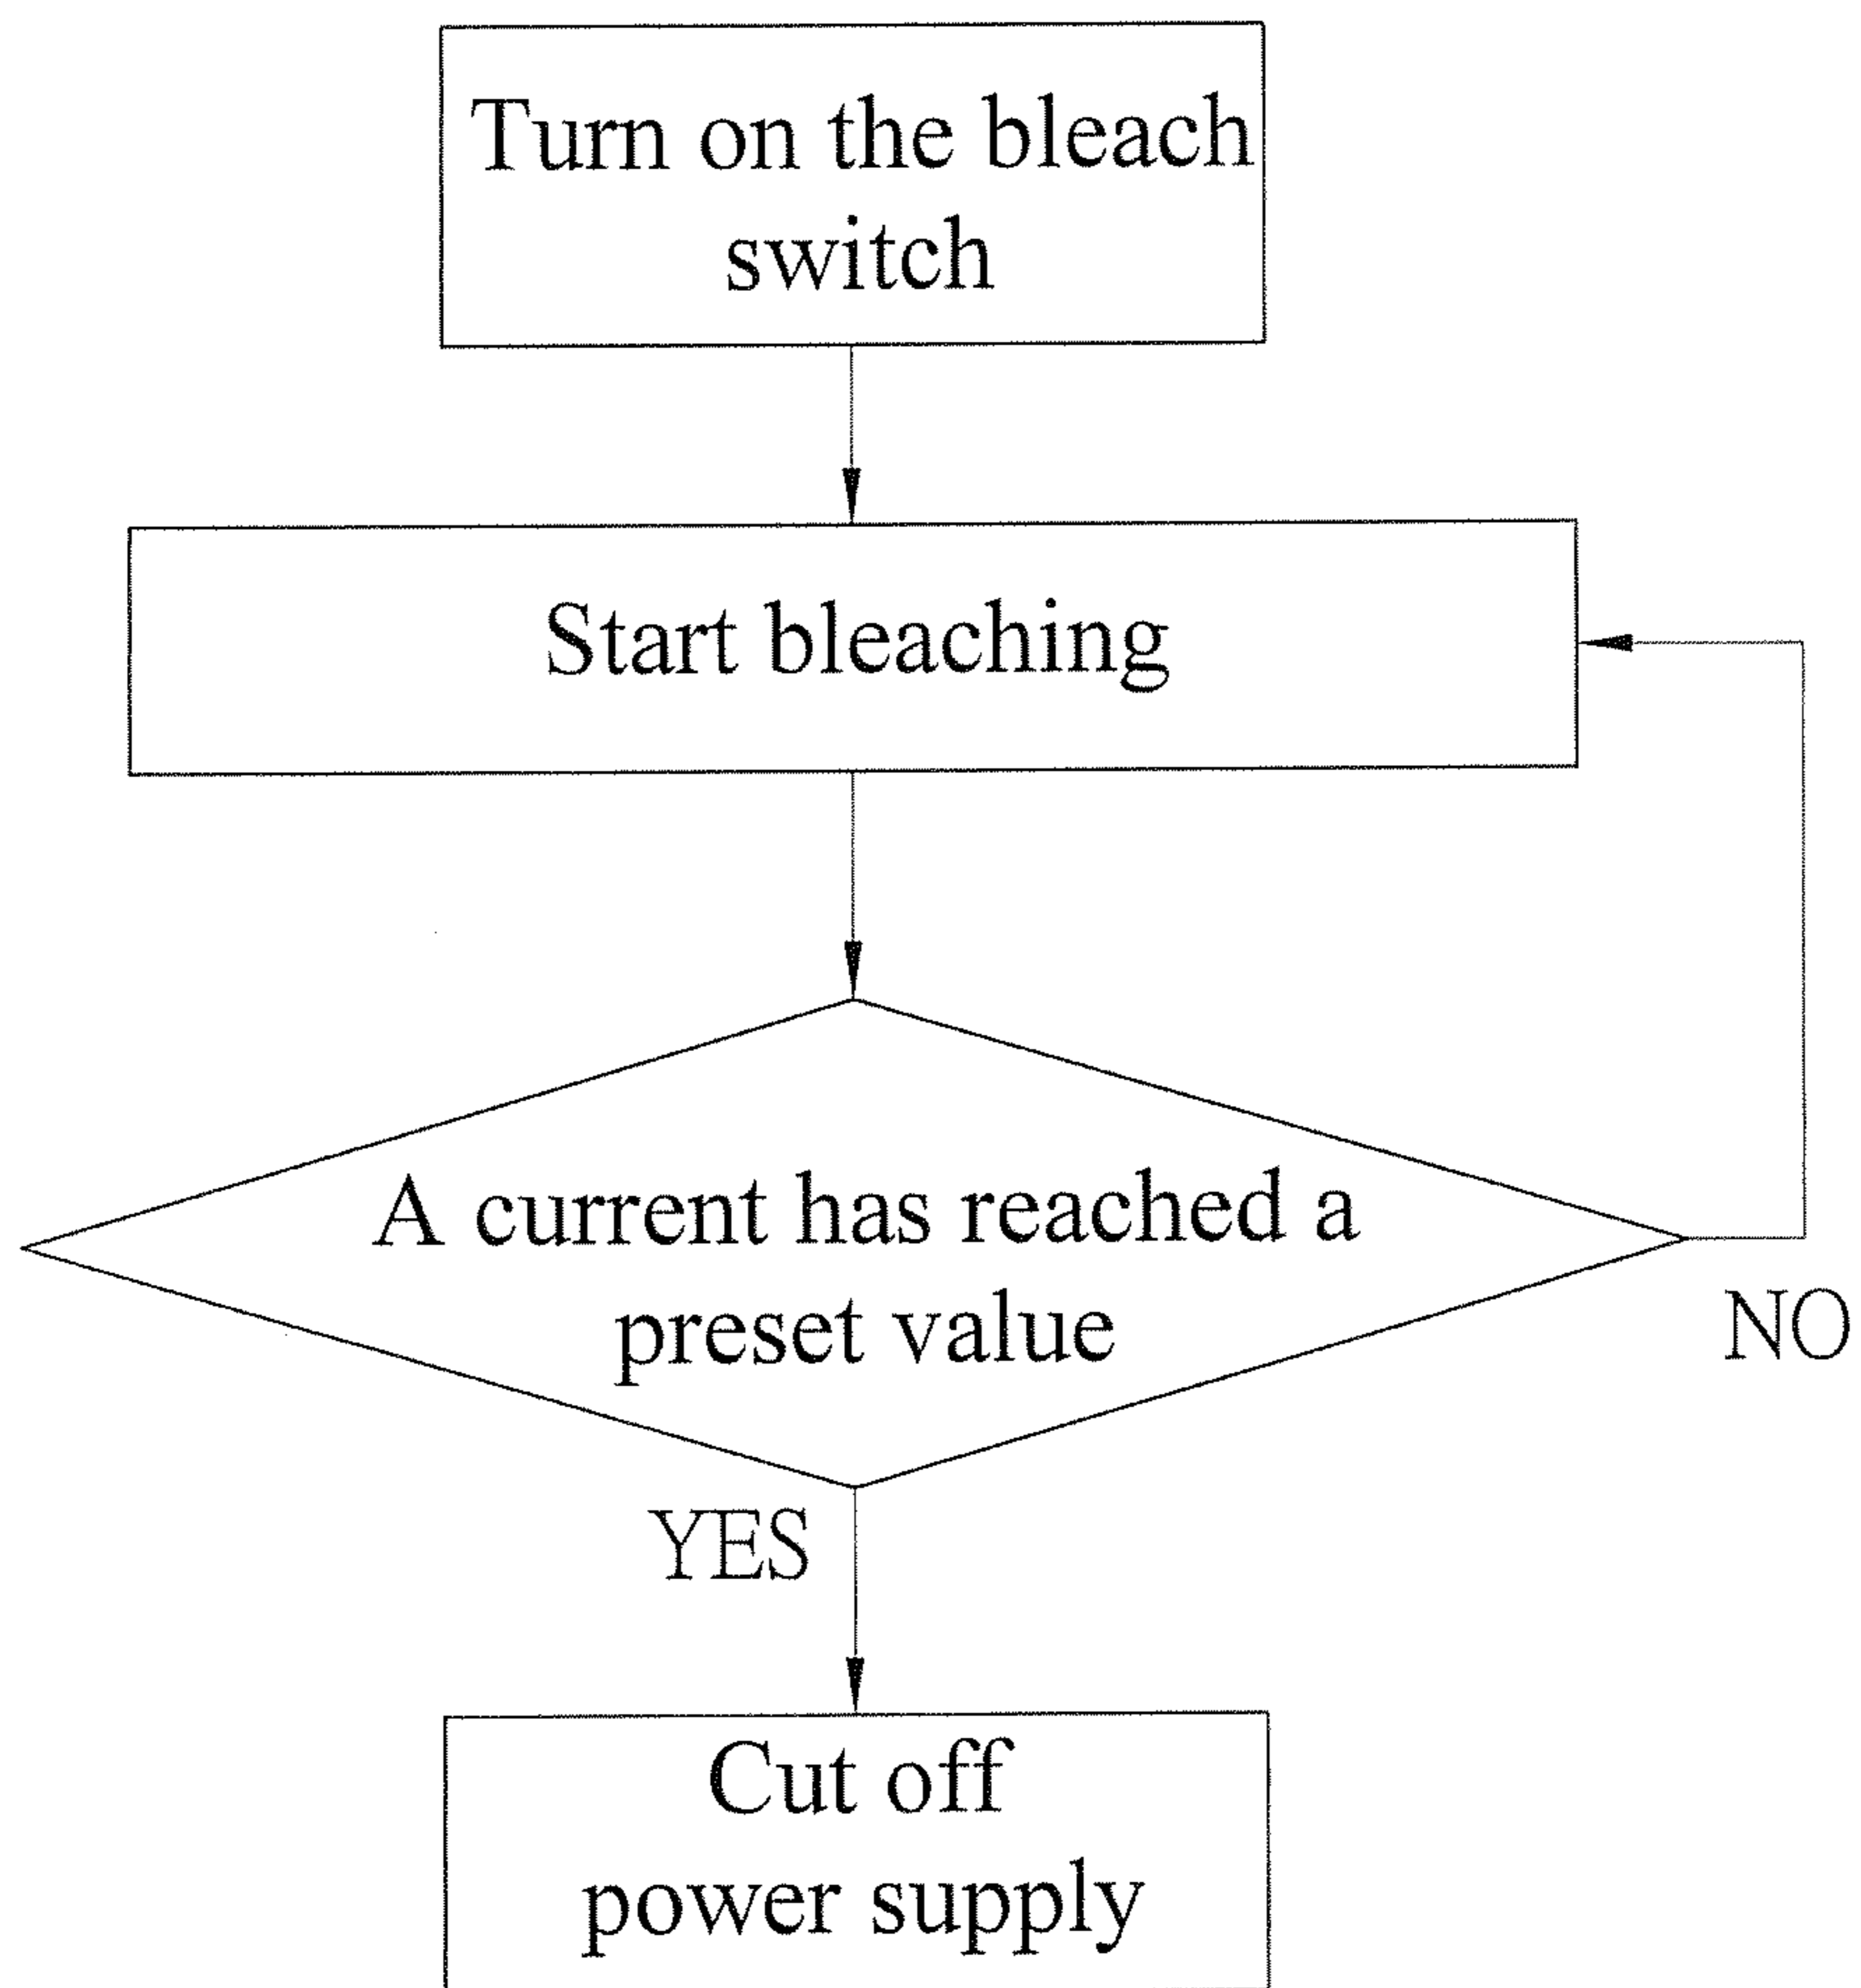 Turn on the bleach
switch
Start bleaching
A current has reached a
preset value
NO
YES
Cut off
power supply